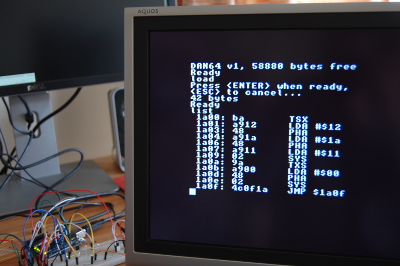 AQUOS
DAN64 v1, 58880 bytes free
Ready
load
Press <ENTER> when ready,
<ESC> to cancel...
42 bytes
Ready
list
1a00: ba TSX
1a01: a912 LDA #$12
1a03: 48 PHA
1a04: a91a LDA #$1a
1a06: 48 PHA
1a07: a911 LDA #$11
1a09: 02 SYS
1a0a: 9a TXS
1a0b: a900 LDA #$00
1a0d: 48 PHA
1a0e: 02 SYS
1a0f: 4c0f1a JMP $1a0f